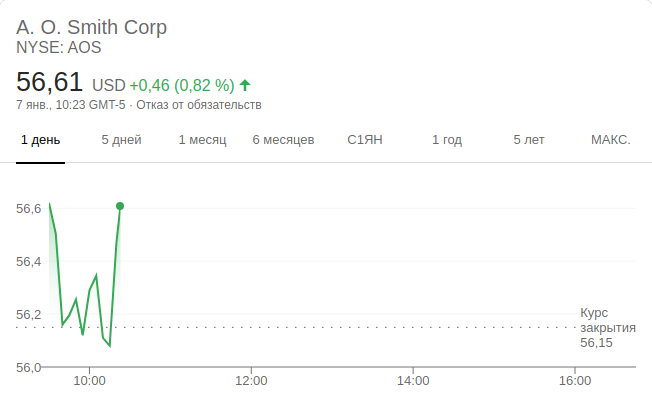 A. O. Smith Corp
NYSE: AOS
56,61 USD +0,46 (0,82 %)
7 янв., 10:23 GMT-5 · Отказ от обязательств
1 день 5 дней 1 месяц 6 месяцев С1ЯН 1 год 5 лет МАКС.
56,6
56,4
56,2
Курс
закрытия
56,15
56,0
10:00 12:00 14:00 16:00